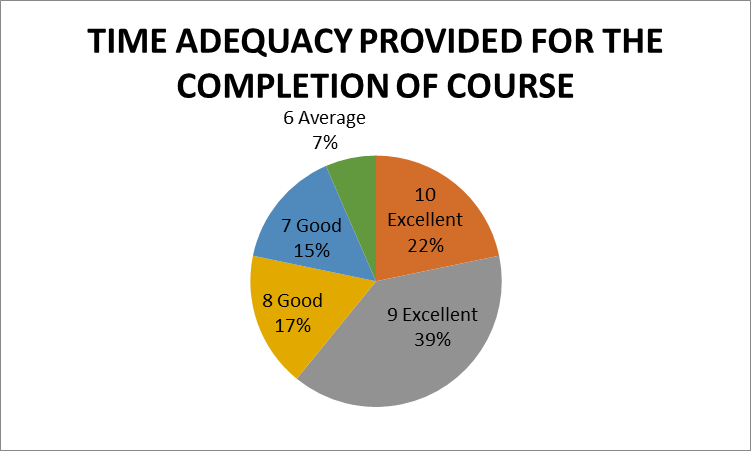 TIME ADEQUACY PROVIDED FOR THE
COMPLETION OF COURSE
6 Average
7%
10
Excellent
22%
7 Good
15%
8 Good
17%
9 Excellent
39%